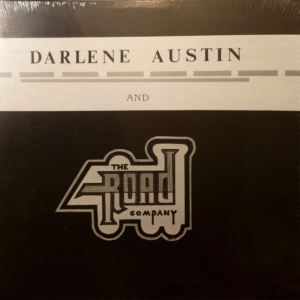 DARLENE AUSTIN
AND
THE
ROAD
COMPANY